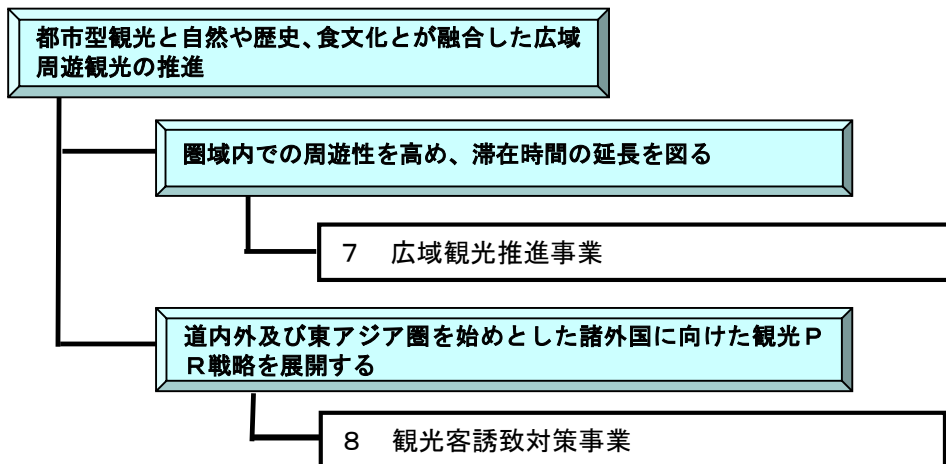 都市型観光と自然や歴史、食文化とが融合した広域
周遊観光の推進
圏域内での周遊性を高め、滞在時間の延長を図る
７　広域観光推進事業
道内外及び東アジア圏を始めとした諸外国に向けた観光Ｐ
Ｒ戦略を展開する
８　観光客誘致対策事業